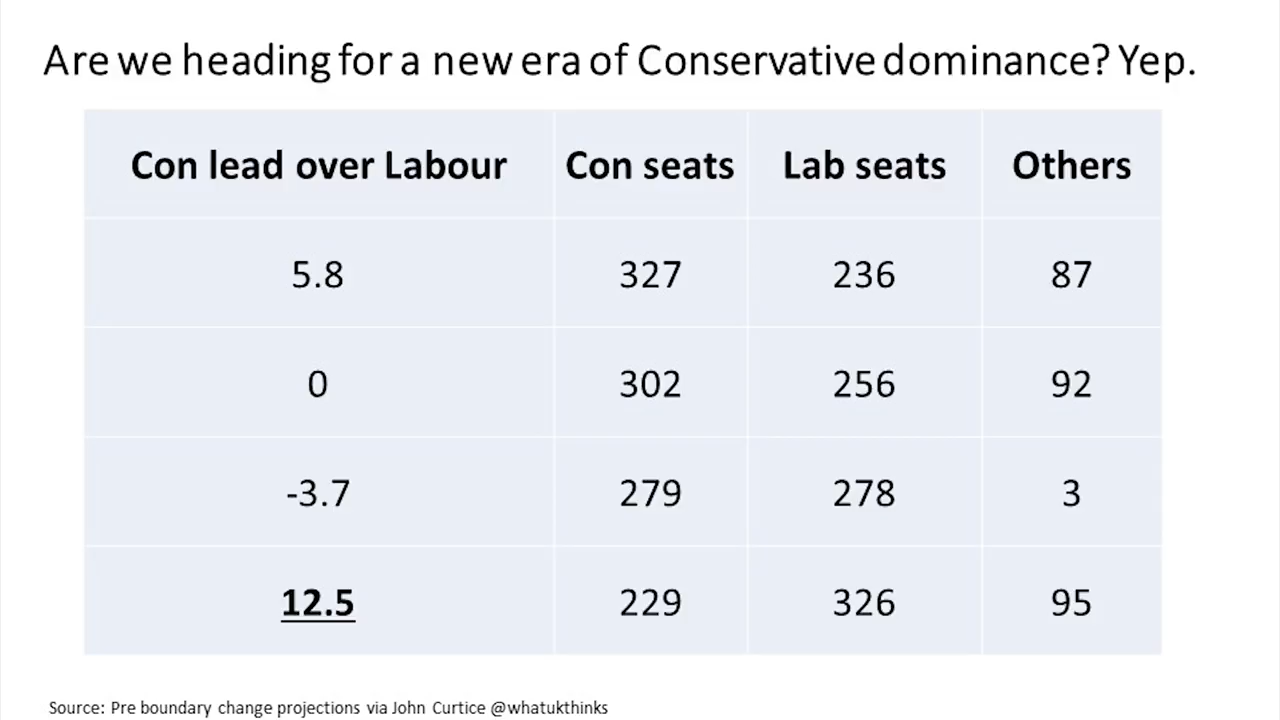 Are we heading for a new era of Conservative dominance? Yep.
Con lead over Labour Con seats Lab seats Others
5.8 327 236 87
0 302 256 92
-3.7 279 278 3
12.5 229 326 95
Source: Pre boundary change projections via John Curtice @whatukthinks